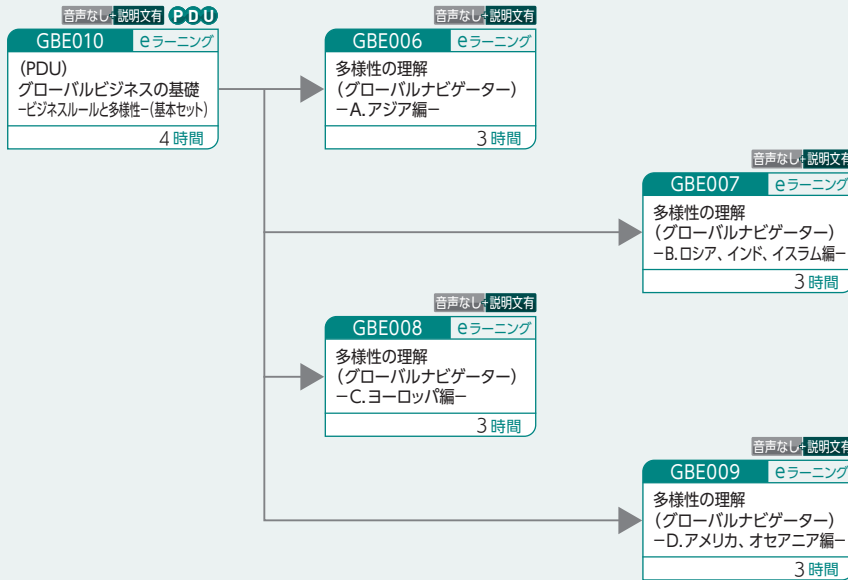 音声なし+説明文有 PDU
GBE010 eラーニング
(PDU)
グローバルビジネスの基礎
−ビジネスルールと多様性−(基本セット)
4時間
音声なし+説明文有
GBE006 eラーニング
多様性の理解
(グローバルナビゲーター)
−A.アジア編−
3時間
音声なし+説明文有
GBE007 eラーニング
多様性の理解
(グローバルナビゲーター)
−B.ロシア、インド、イスラム編−
3時間
音声なし+説明文有
GBE008 eラーニング
多様性の理解
(グローバルナビゲーター)
−C.ヨーロッパ編−
3時間
音声なし+説明文有
GBE009 eラーニング
多様性の理解
(グローバルナビゲーター)
−D.アメリカ、オセアニア編−
3時間